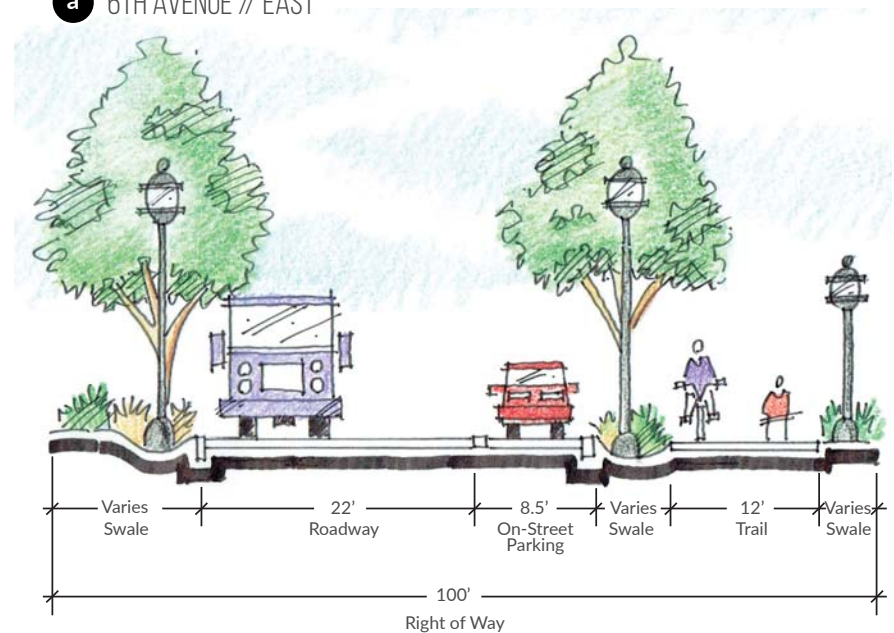 a 6TH AVENUE // EAST
Varies
Swale
22’
Roadway
8.5’
On-Street
Parking
Varies
Swale
12’
Trail
Varies
Swale
100’
Right of Way